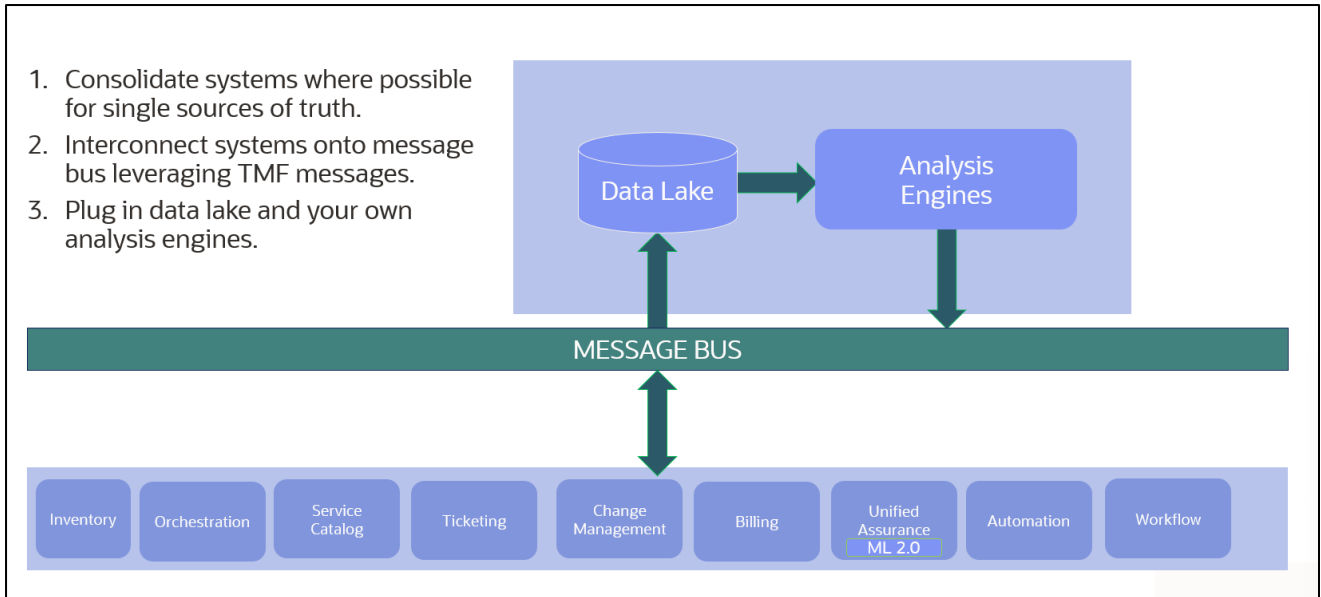 1. Consolidate systems where possible
for single sources of truth.
2. Interconnect systems onto message
bus leveraging TMF messages.
3. Plug in data lake and your own
analysis engines.
Data Lake
Analysis
Engines
MESSAGE BUS
Inventory
Orchestration
Service
Catalog
Ticketing
Change
Management
Billing
Unified
Assurance
ML 2.0
Automation
Workflow